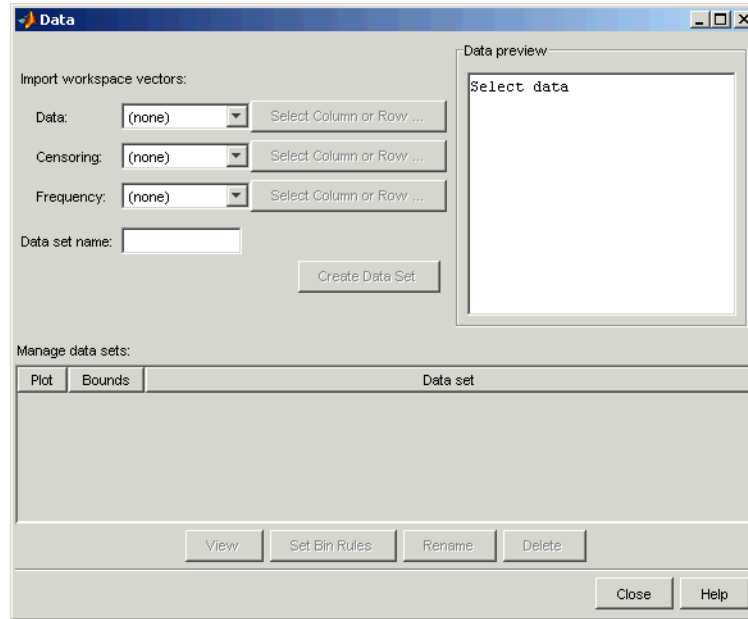 Data
Import workspace vectors:
Data: (none) Select Column or Row ...
Censoring: (none) Select Column or Row ...
Frequency: (none) Select Column or Row ...
Data set name:
Create Data Set
Data preview
Select data
Manage data sets:
Plot Bounds Data set
View Set Bin Rules Rename Delete
Close Help